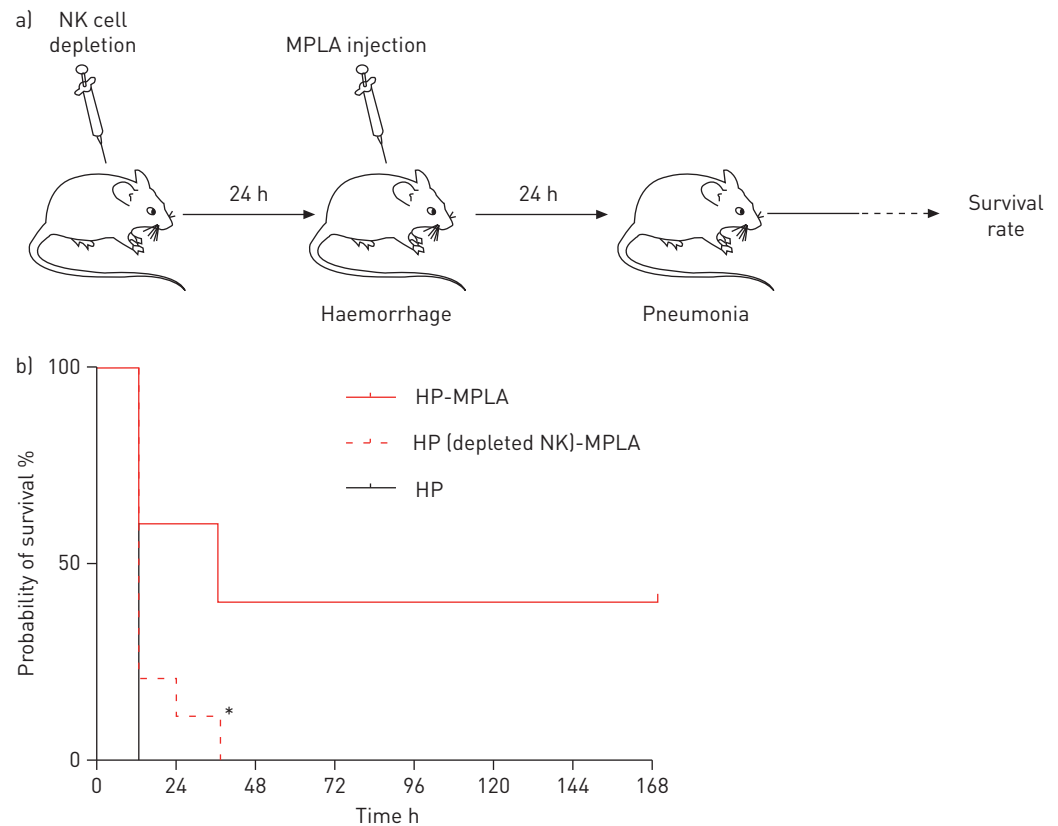 a)
NK cell
depletion
MPLA injection
24 h
24 h
Survival
rate
Haemorrhage
Pneumonia
b)
100
50
0
Probability of survival %
HP-MPLA
HP (depleted NK)-MPLA
HP
*
0 24 48 72 96 120 144 168
Time h